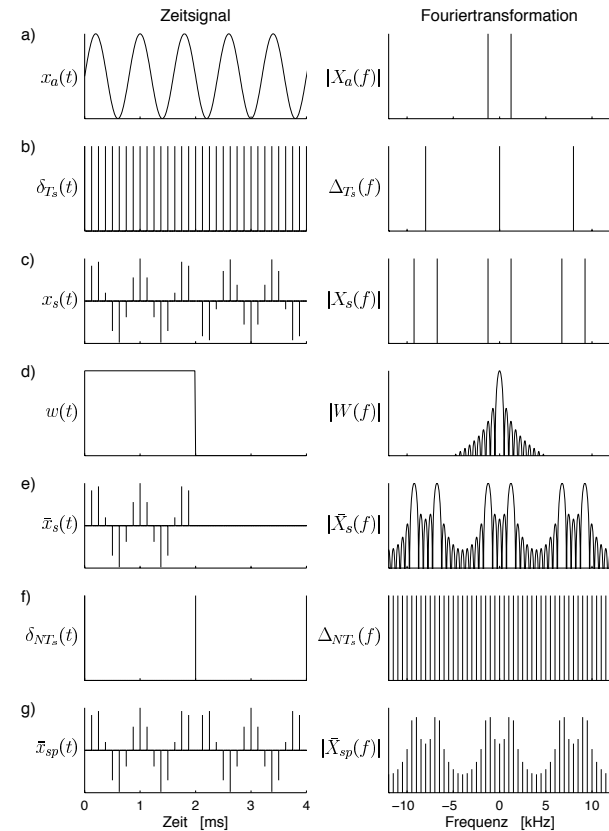 Zeitsignal
Fouriertransformation
a)
x_a(t)
|X_a(f)|
b)
δ_{T_s}(t)
Δ_{T_s}(f)
c)
x_s(t)
|X_s(f)|
d)
w(t)
|W(f)|
e)
x̄_s(t)
|X̄_s(f)|
f)
δ_{NT_s}(t)
Δ_{NT_s}(f)
g)
x̄_{sp}(t)
|X̄_{sp}(f)|
0 1 2 3 4
Zeit [ms]
−10 −5 0 5 10
Frequenz [kHz]